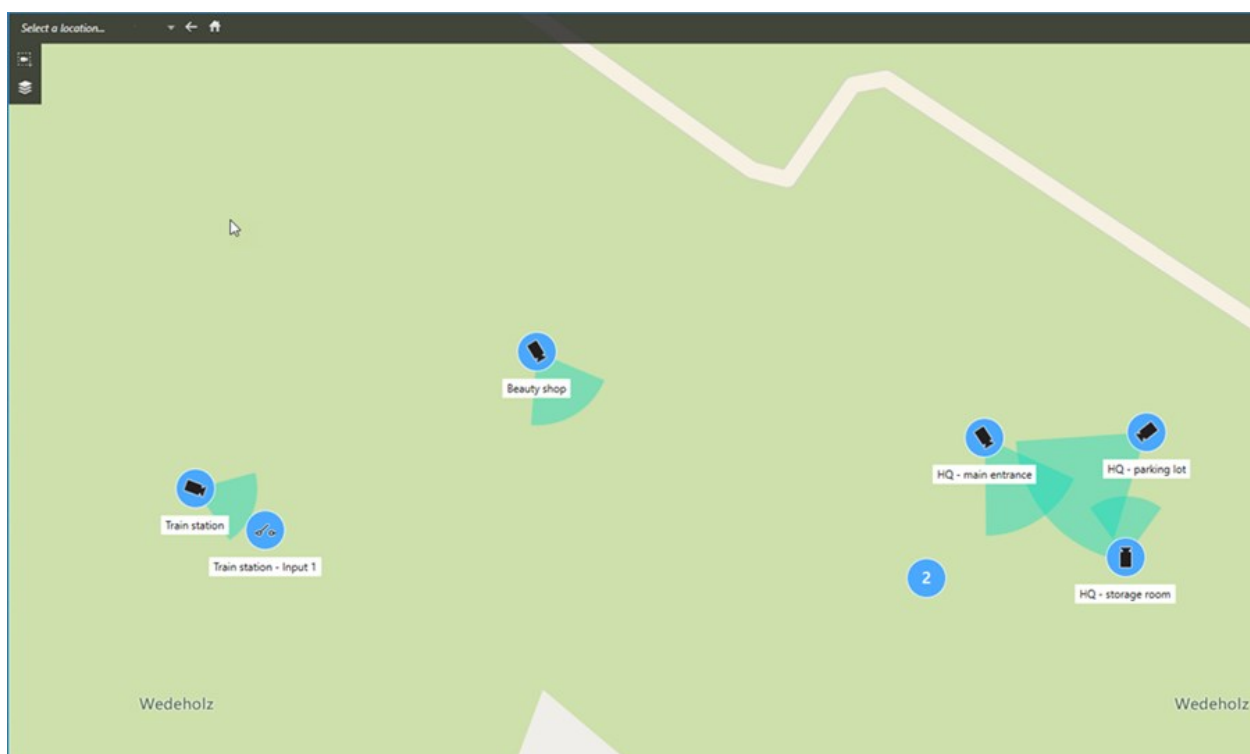 Select a location...
Beauty shop
HQ - main entrance
HQ - parking lot
Train station
Train station - Input 1
2
HQ - storage room
Wedeholz
Wedeholz